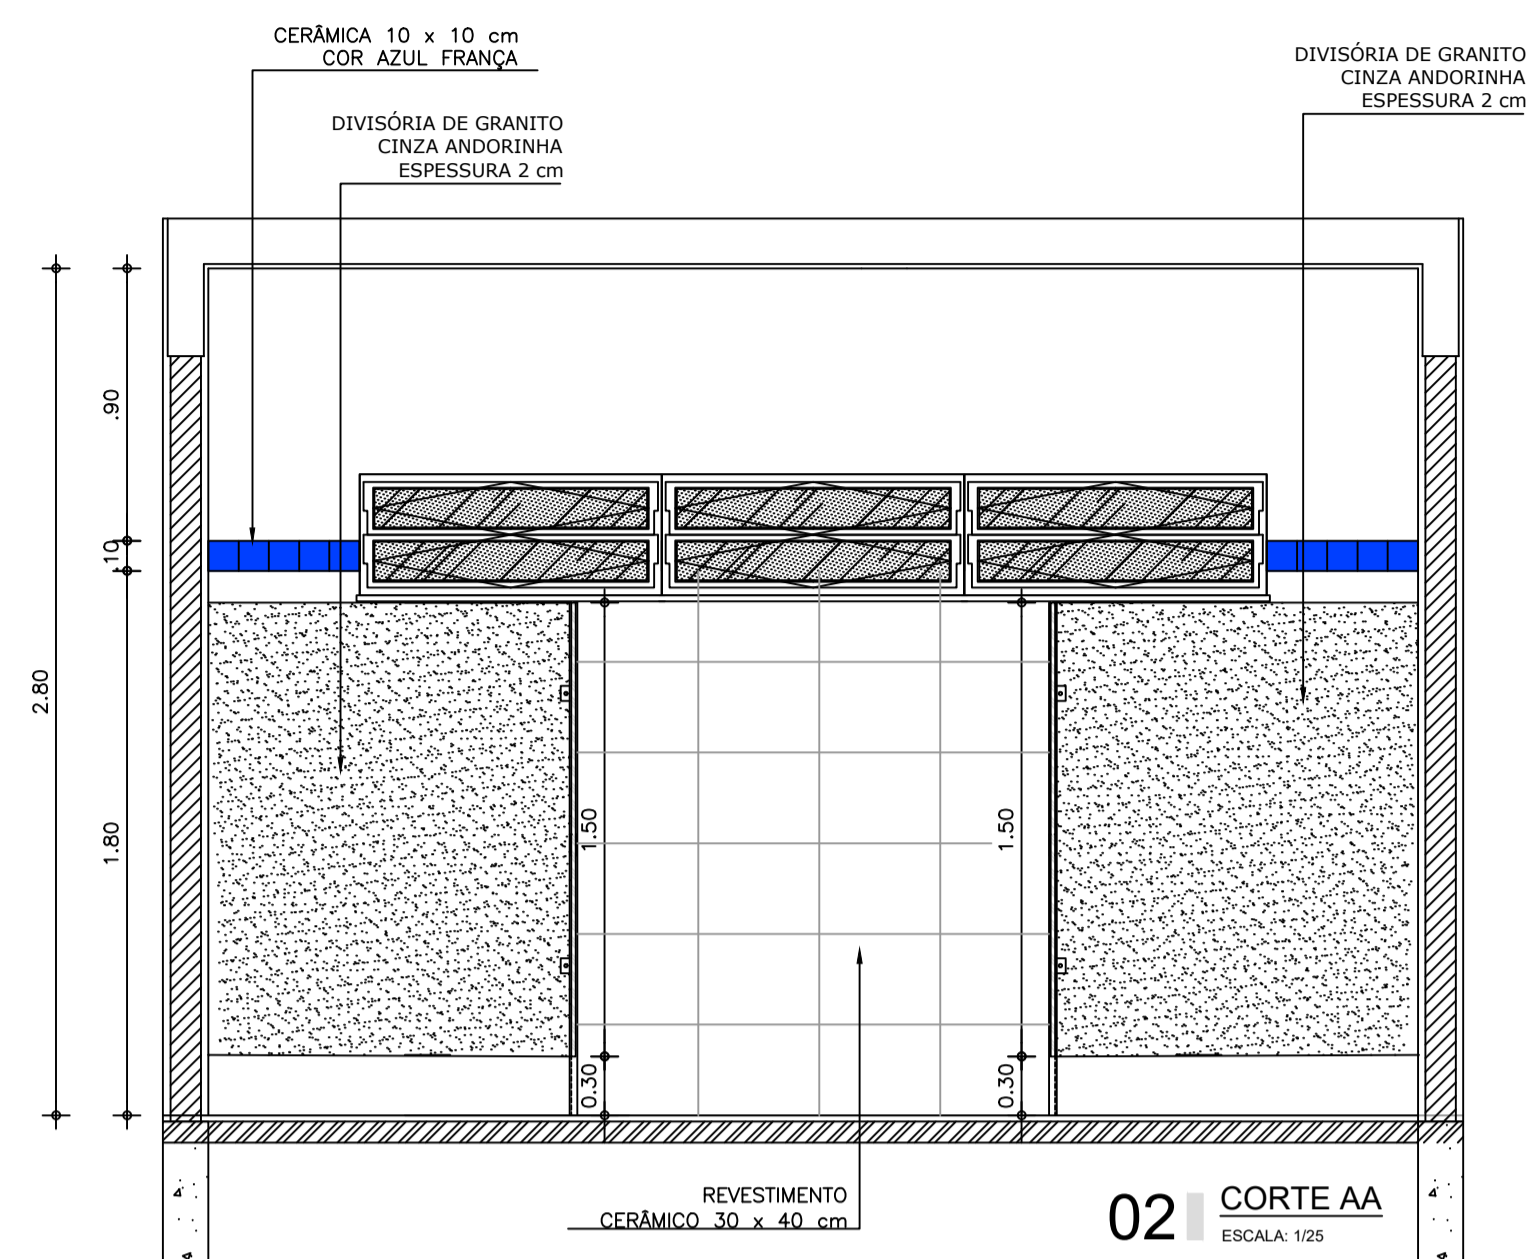 CERÂMICA 10 x 10 cm
COR AZUL FRANÇA
DIVISÓRIA DE GRANITO
CINZA ANDORINHA
ESPESSURA 2 cm
DIVISÓRIA DE GRANITO
CINZA ANDORINHA
ESPESSURA 2 cm
2.80
.90
.10
1.80
1.50
0.30
1.50
0.30
REVESTIMENTO
CERÂMICO 30 x 40 cm
02
CORTE AA
ESCALA: 1/25